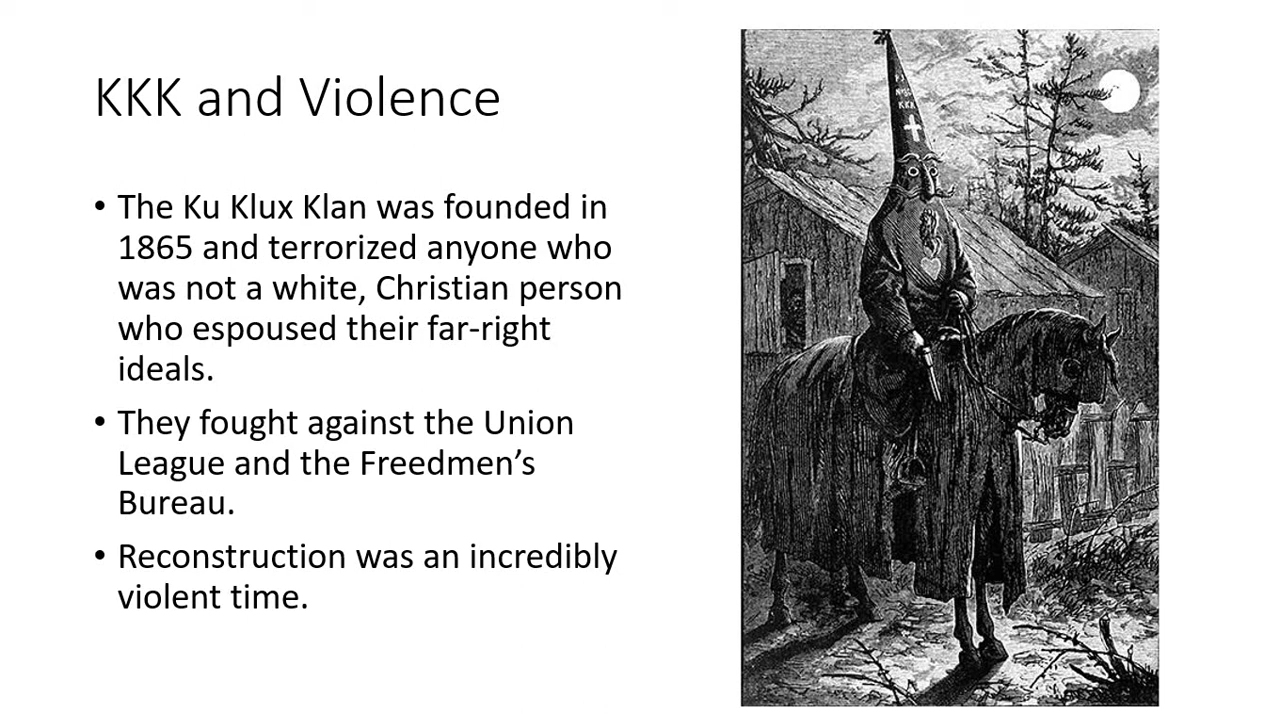 KKK and Violence
• The Ku Klux Klan was founded in
1865 and terrorized anyone who
was not a white, Christian person
who espoused their far-right
ideals.
• They fought against the Union
League and the Freedmen’s
Bureau.
• Reconstruction was an incredibly
violent time.
KKK